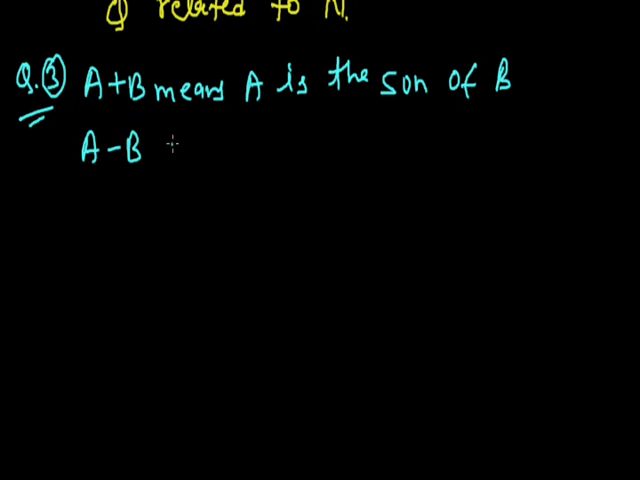 Q related to N.
Q.3 A+B means A is the son of B
A-B